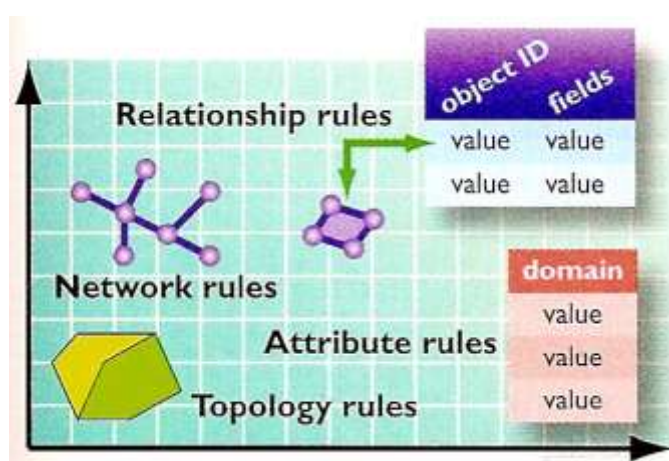 object ID fields
Relationship rules
value value
value value
Network rules
domain
value
Attribute rules
value
value
Topology rules